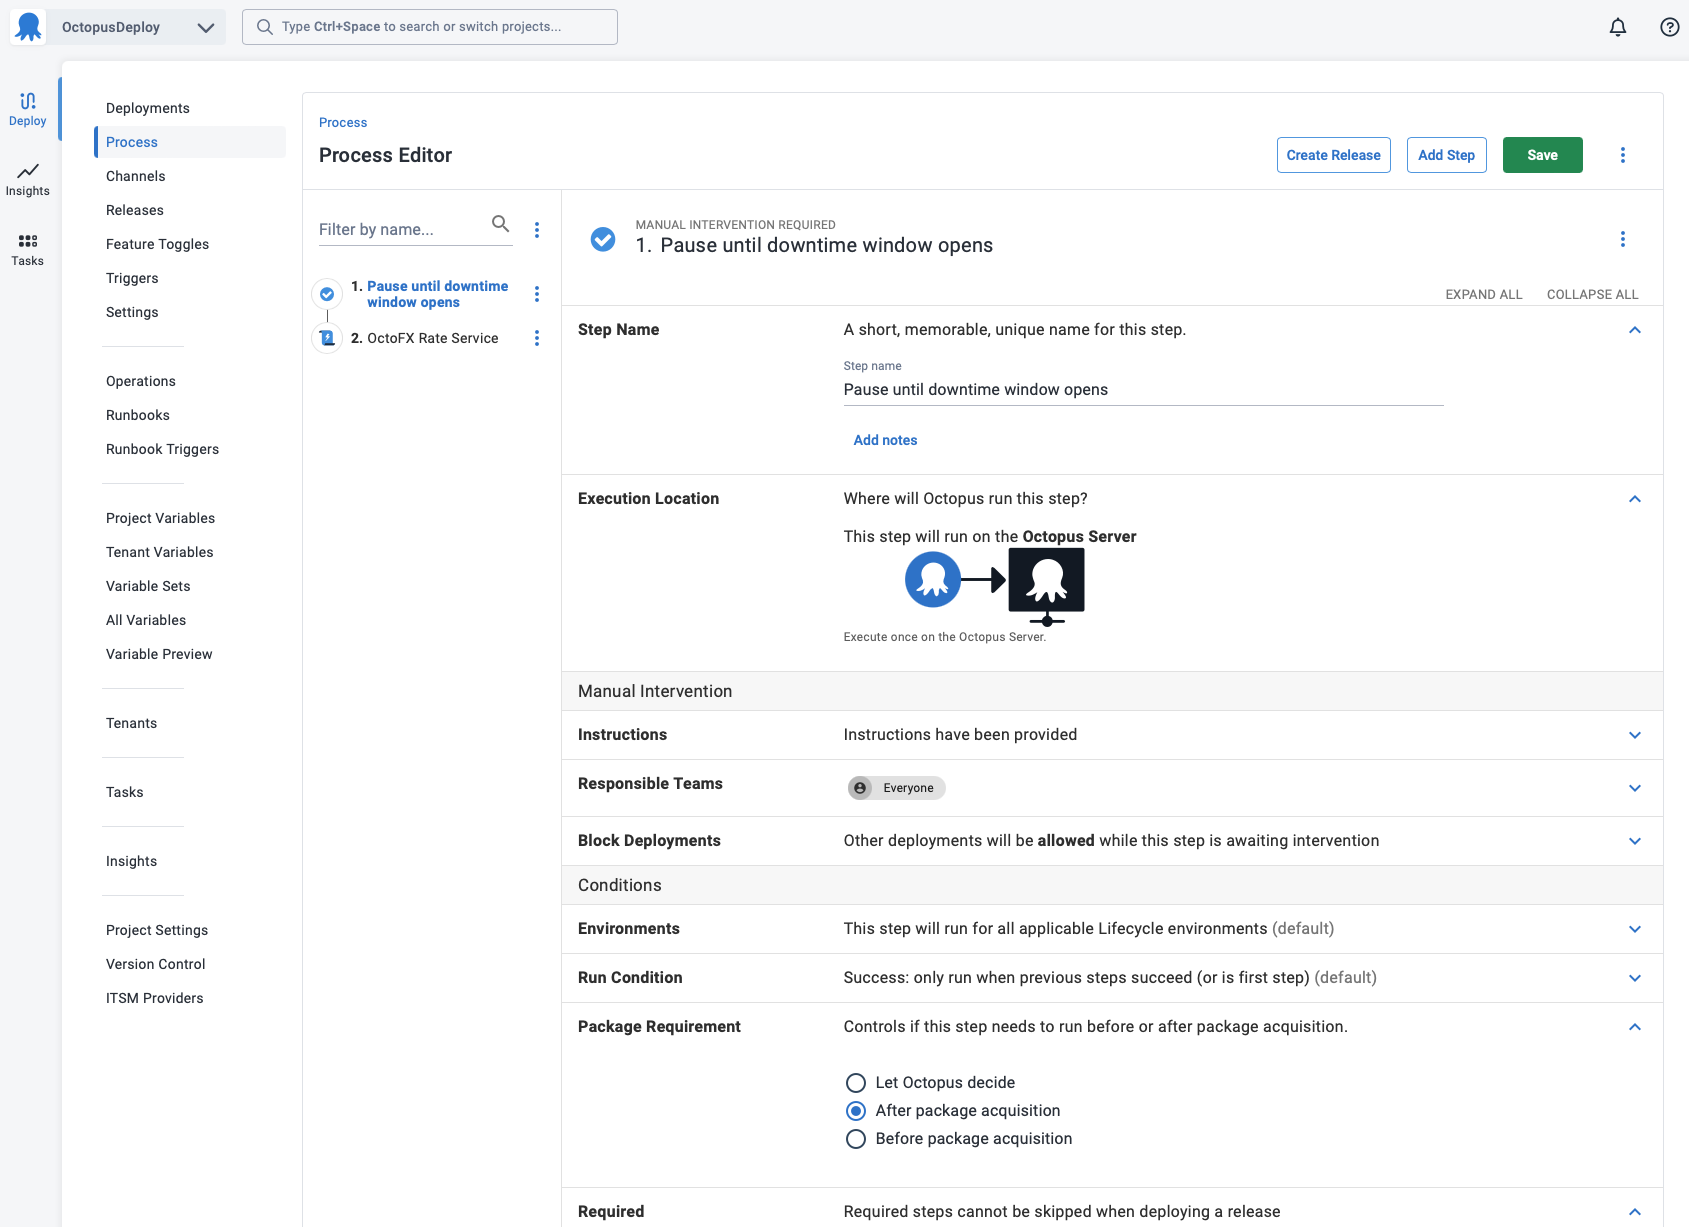 OctopusDeploy
Type Ctrl+Space to search or switch projects...
Deploy
Insights
Tasks
Deployments
Process
Channels
Releases
Feature Toggles
Triggers
Settings
Operations
Runbooks
Runbook Triggers
Project Variables
Tenant Variables
Variable Sets
All Variables
Variable Preview
Tenants
Tasks
Insights
Project Settings
Version Control
ITSM Providers
Process
Process Editor
Create Release
Add Step
Save
Filter by name...
1. Pause until downtime
window opens
2. OctoFX Rate Service
MANUAL INTERVENTION REQUIRED
1. Pause until downtime window opens
EXPAND ALL
COLLAPSE ALL
Step Name
A short, memorable, unique name for this step.
Step name
Pause until downtime window opens
Add notes
Execution Location
Where will Octopus run this step?
This step will run on the Octopus Server
Execute once on the Octopus Server.
Manual Intervention
Instructions
Instructions have been provided
Responsible Teams
Everyone
Block Deployments
Other deployments will be allowed while this step is awaiting intervention
Conditions
Environments
This step will run for all applicable Lifecycle environments (default)
Run Condition
Success: only run when previous steps succeed (or is first step) (default)
Package Requirement
Controls if this step needs to run before or after package acquisition.
Let Octopus decide
After package acquisition
Before package acquisition
Required
Required steps cannot be skipped when deploying a release